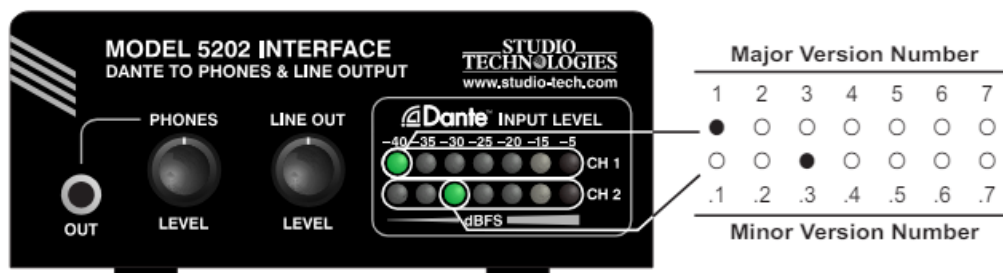 MODEL 5202 INTERFACE
DANTE TO PHONES & LINE OUTPUT
STUDIO
TECHNOLOGIES
www.studio-tech.com
PHONES
LINE OUT
Dante™ INPUT LEVEL
–40 –35 –30 –25 –20 –15 –5
CH 1
CH 2
dBFS
OUT
LEVEL
LEVEL
Major Version Number
1 2 3 4 5 6 7
.1 .2 .3 .4 .5 .6 .7
Minor Version Number